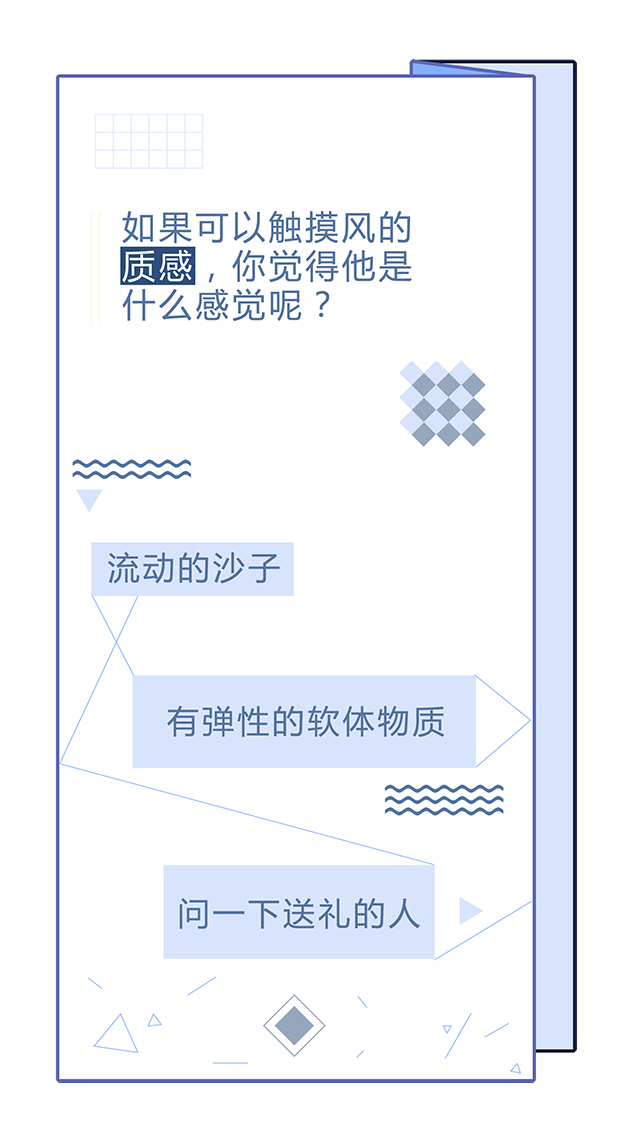 如果可以触摸风的
质感，你觉得他是
什么感觉呢？
流动的沙子
有弹性的软体物质
问一下送礼的人